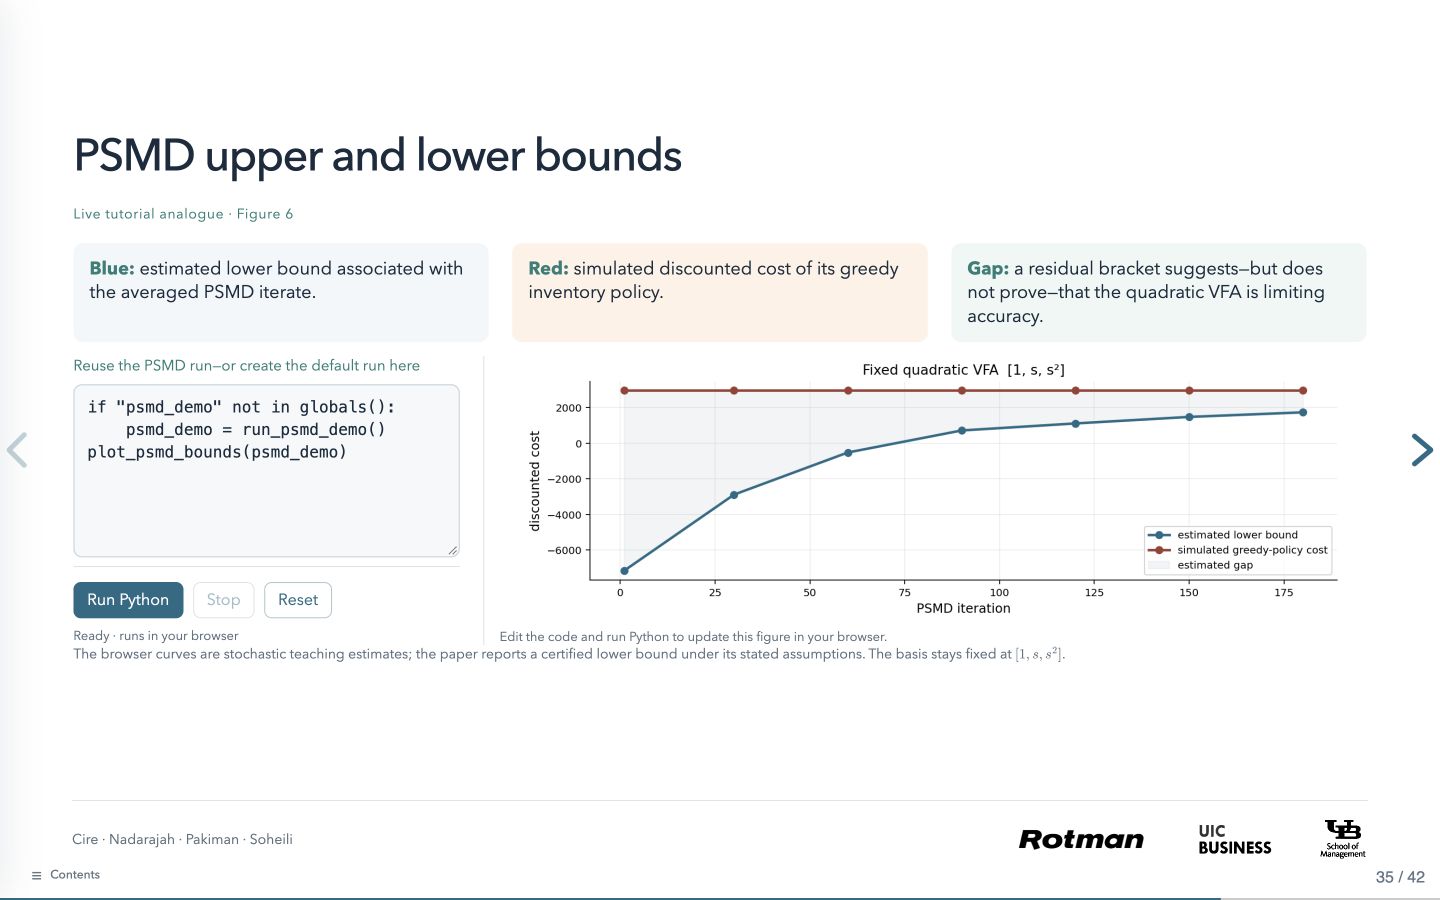 PSMD upper and lower bounds
Live tutorial analogue · Figure 6
Blue: estimated lower bound associated with
the averaged PSMD iterate.
Red: simulated discounted cost of its greedy
inventory policy.
Gap: a residual bracket suggests—but does
not prove—that the quadratic VFA is limiting
accuracy.
Reuse the PSMD run—or create the default run here
if "psmd_demo" not in globals():
    psmd_demo = run_psmd_demo()
plot_psmd_bounds(psmd_demo)
Run Python
Stop
Reset
Ready · runs in your browser
Fixed quadratic VFA [1, s, s²]
discounted cost
2000
0
−2000
−4000
−6000
0
25
50
75
100
125
150
175
PSMD iteration
estimated lower bound
simulated greedy-policy cost
estimated gap
Edit the code and run Python to update this figure in your browser.
The browser curves are stochastic teaching estimates; the paper reports a certified lower bound under its stated assumptions. The basis stays fixed at [1, s, s²].
Cire · Nadarajah · Pakiman · Soheili
Rotman
UIC
BUSINESS
UB
School of
Management
≡ Contents
35 / 42